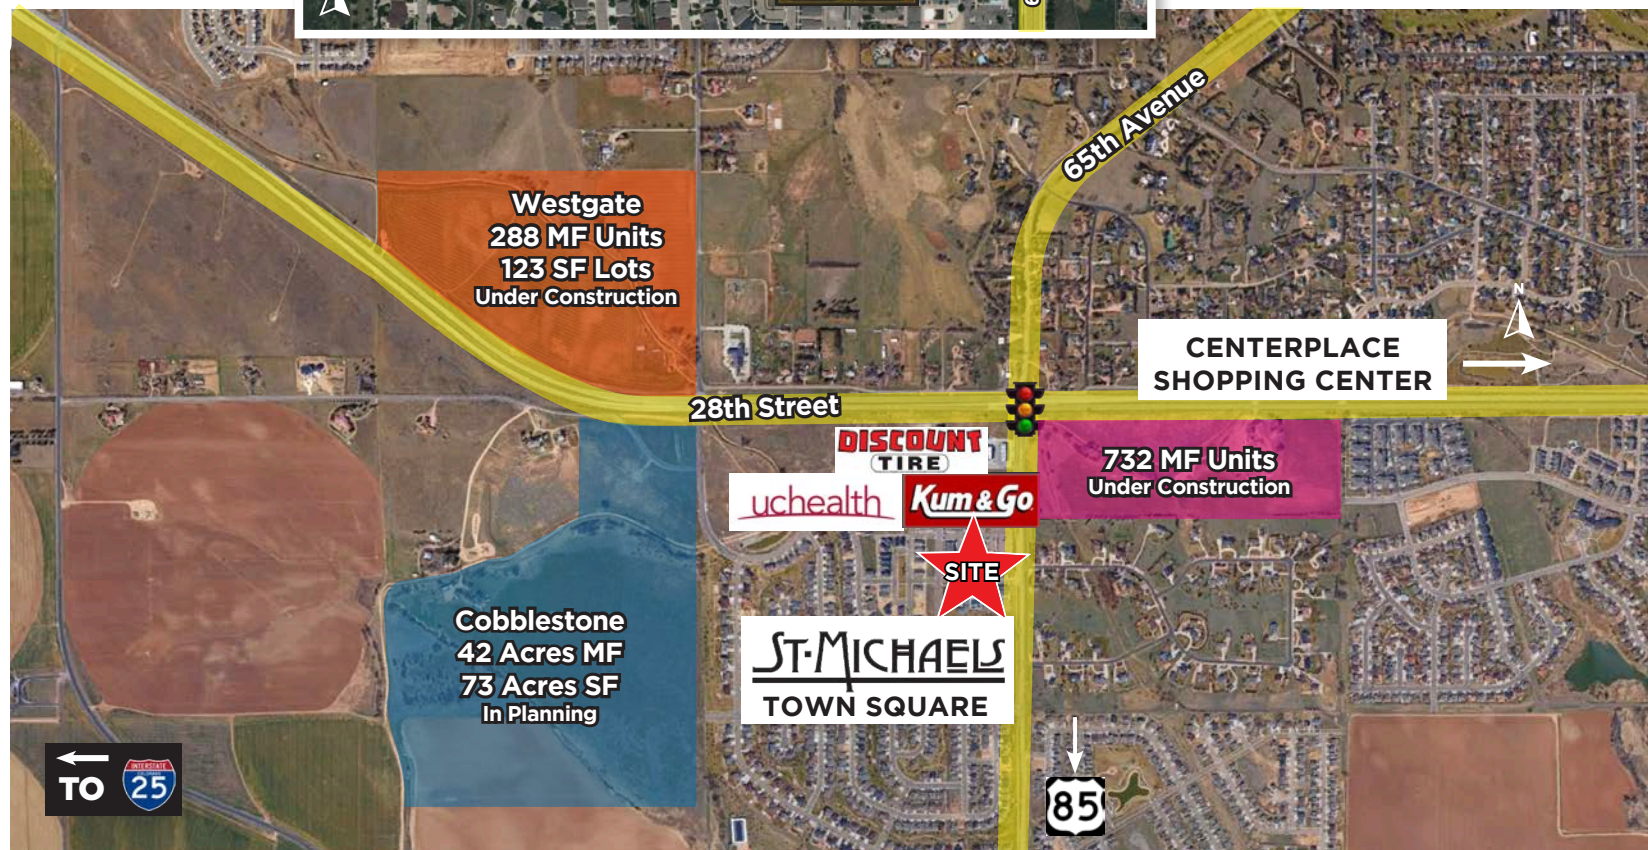 65th Avenue
Westgate
288 MF Units
123 SF Lots
Under Construction
N
CENTERPLACE
SHOPPING CENTER
28th Street
DISCOUNT
TIRE
uchealth
Kum & Go
732 MF Units
Under Construction
SITE
Cobblestone
42 Acres MF
73 Acres SF
In Planning
ST·MICHAELS
TOWN SQUARE
TO
INTERSTATE
COLORADO
25
85